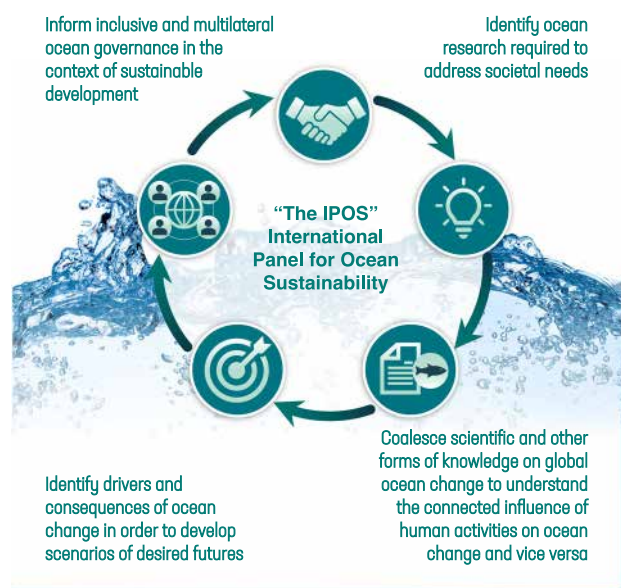 Inform inclusive and multilateral
ocean governance in the
context of sustainable
development
Identify ocean
research required to
address societal needs
“The IPOS”
International
Panel for Ocean
Sustainability
Coalesce scientific and other
forms of knowledge on global
ocean change to understand
the connected influence of
human activities on ocean
change and vice versa
Identify drivers and
consequences of ocean
change in order to develop
scenarios of desired futures